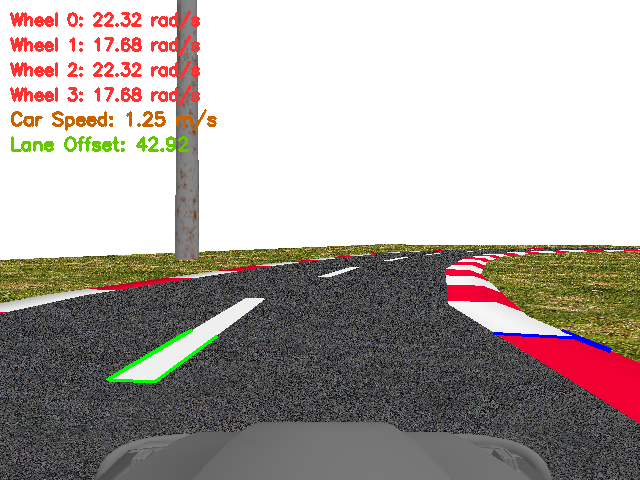 Wheel 0: 22.32 rad/s
Wheel 1: 17.68 rad/s
Wheel 2: 22.32 rad/s
Wheel 3: 17.68 rad/s
Car Speed: 1.25 m/s
Lane Offset: 42.92